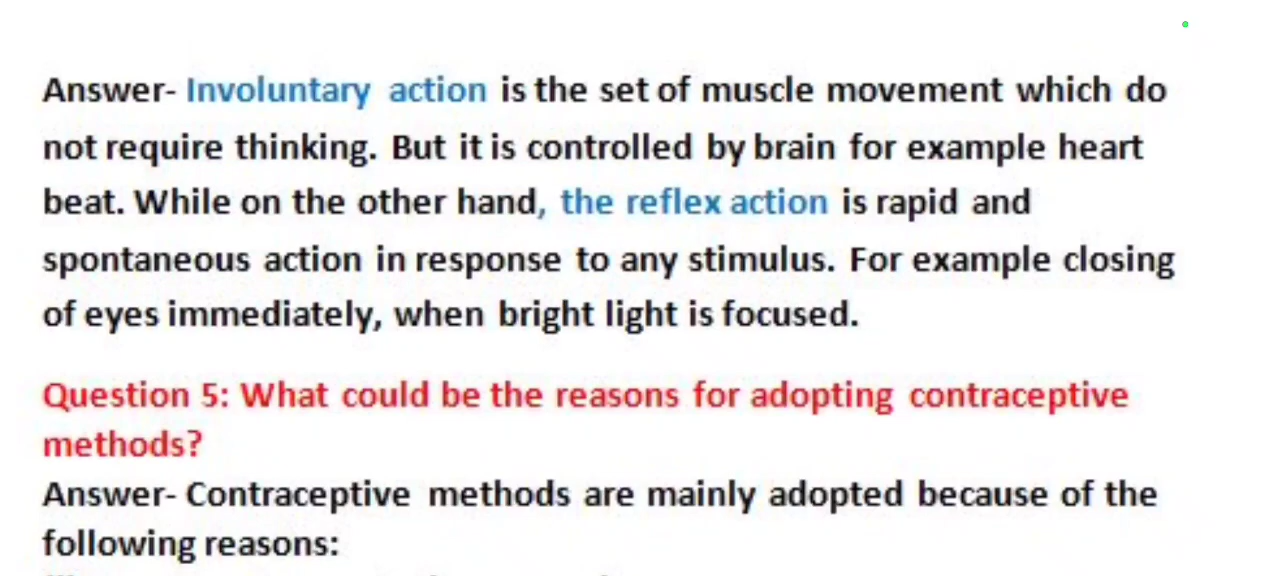 Answer- Involuntary action is the set of muscle movement which do
not require thinking. But it is controlled by brain for example heart
beat. While on the other hand, the reflex action is rapid and
spontaneous action in response to any stimulus. For example closing
of eyes immediately, when bright light is focused.
Question 5: What could be the reasons for adopting contraceptive
methods?
Answer- Contraceptive methods are mainly adopted because of the
following reasons: